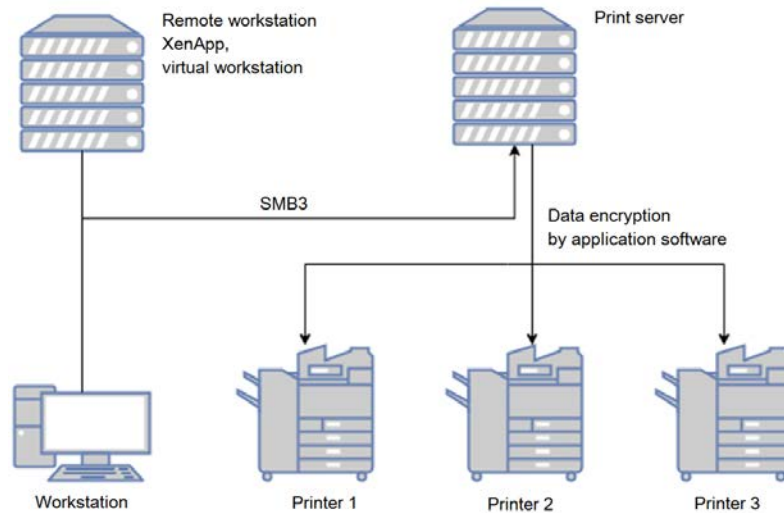 Remote workstation
XenApp,
virtual workstation
Print server
SMB3
Data encryption
by application software
Workstation
Printer 1
Printer 2
Printer 3